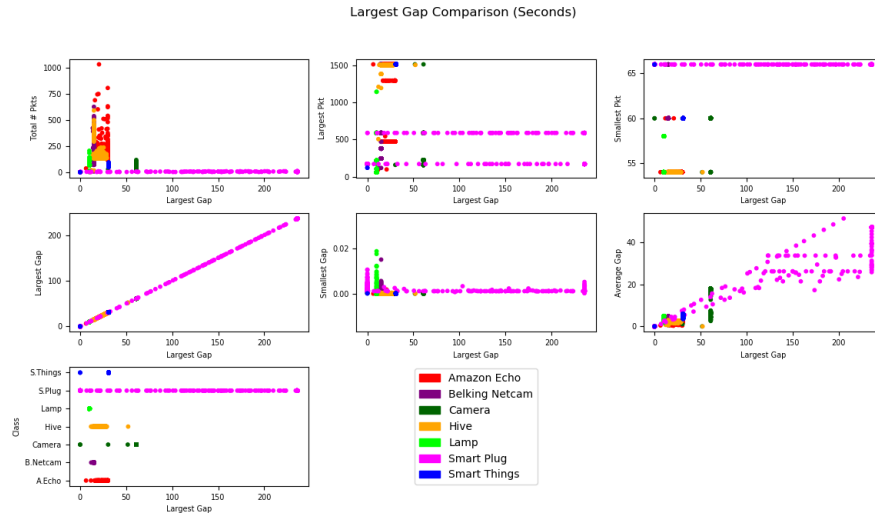 Largest Gap Comparison (Seconds)
Total # Pkts
1000
750
500
250
0
0 50 100 150 200
Largest Gap
Largest Pkt
1500
1000
500
0
0 50 100 150 200
Largest Gap
Smallest Pkt
65
60
55
0 50 100 150 200
Largest Gap
Largest Gap
200
100
0
0 50 100 150 200
Largest Gap
Smallest Gap
0.02
0.00
0 50 100 150 200
Largest Gap
Average Gap
40
20
0
0 50 100 150 200
Largest Gap
Class
S.Things
S.Plug
Lamp
Hive
Camera
B.Netcam
A.Echo
0 50 100 150 200
Largest Gap
Amazon Echo
Belking Netcam
Camera
Hive
Lamp
Smart Plug
Smart Things